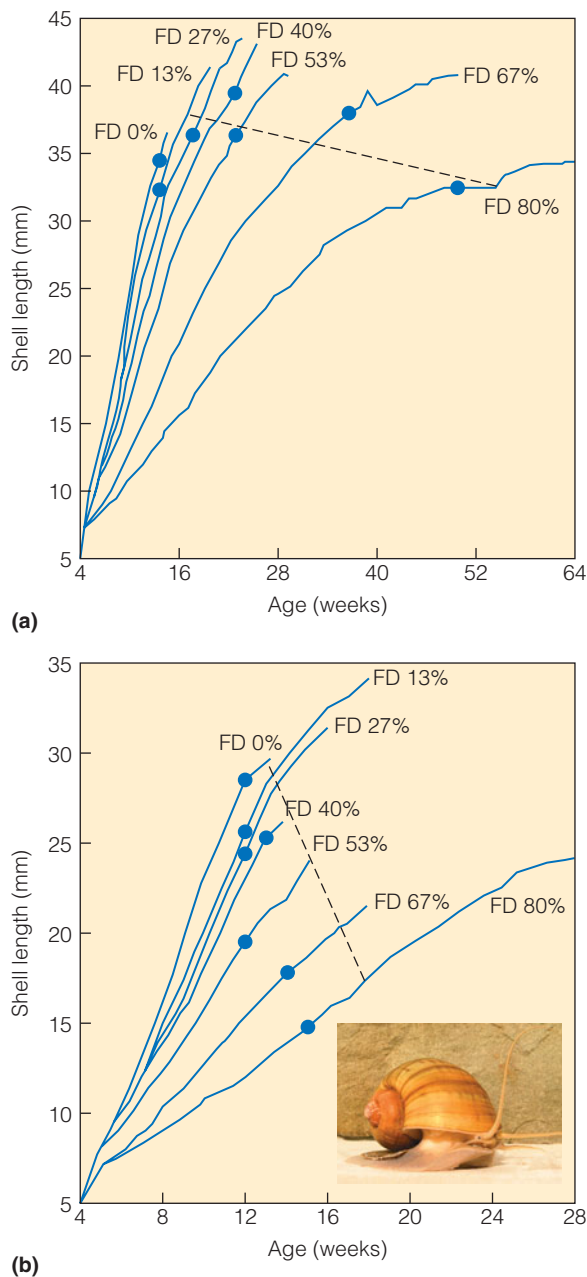 45
40
35
30
25
20
15
10
5
Shell length (mm)
FD 0%
FD 13%
FD 27%
FD 40%
FD 53%
FD 67%
FD 80%
4 16 28 40 52 64
Age (weeks)
(a)
35
30
25
20
15
10
5
Shell length (mm)
FD 0%
FD 13%
FD 27%
FD 40%
FD 53%
FD 67%
FD 80%
4 8 12 16 20 24 28
Age (weeks)
(b)